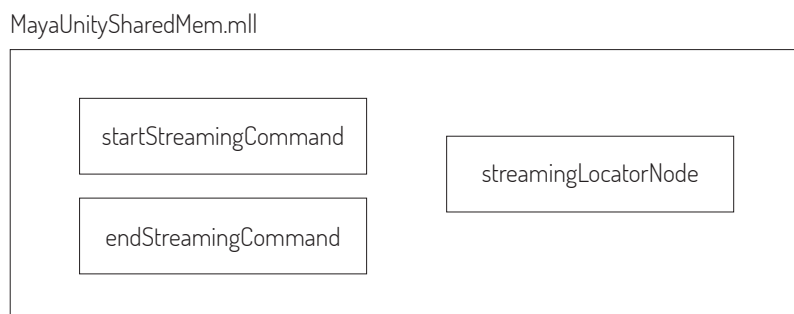 MayaUnitySharedMem.mll
startStreamingCommand
streamingLocatorNode
endStreamingCommand